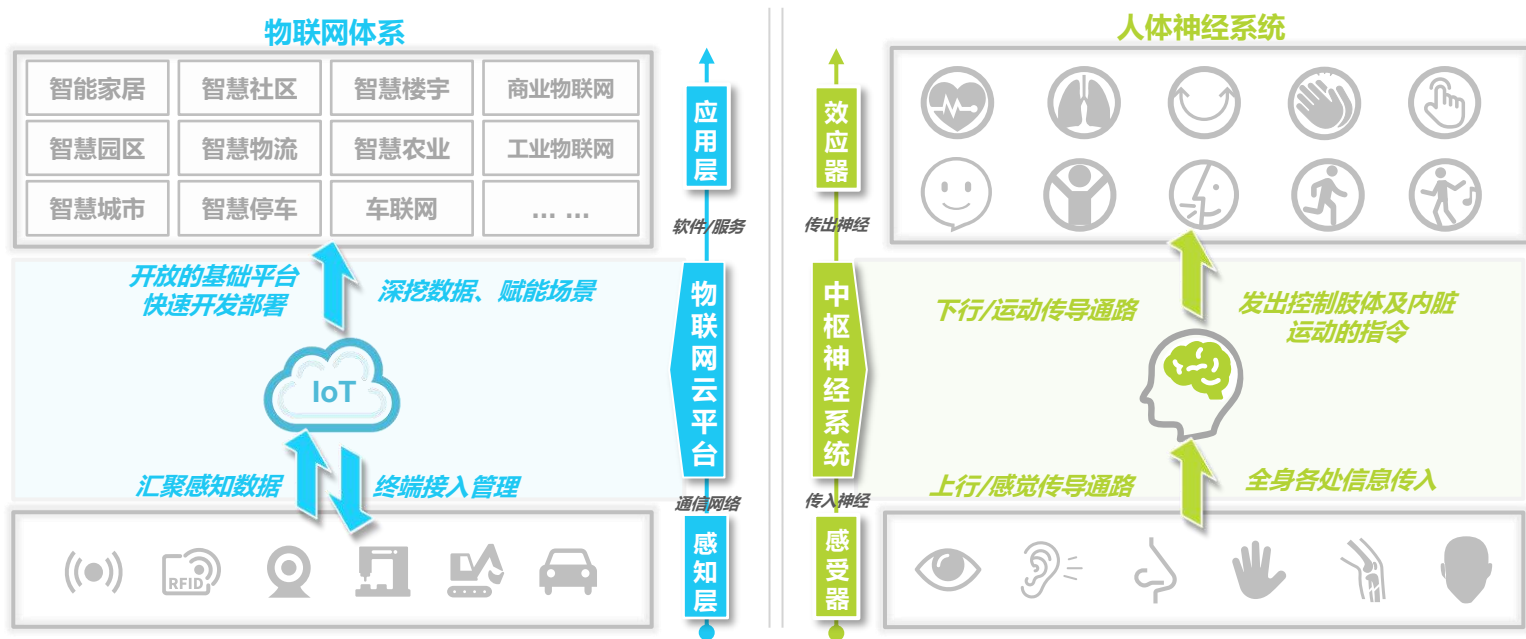 物联网体系
智能家居
智慧社区
智慧楼宇
商业物联网
智慧园区
智慧物流
智慧农业
工业物联网
智慧城市
智慧停车
车联网
... ...
开放的基础平台
快速开发部署
深挖数据、赋能场景
IoT
汇聚感知数据
终端接入管理
RFID
应用层
软件/服务
物联网云平台
通信网络
感知层
人体神经系统
效应器
传出神经
中枢神经系统
传入神经
感受器
下行/运动传导通路
发出控制肢体及内脏
运动的指令
上行/感觉传导通路
全身各处信息传入